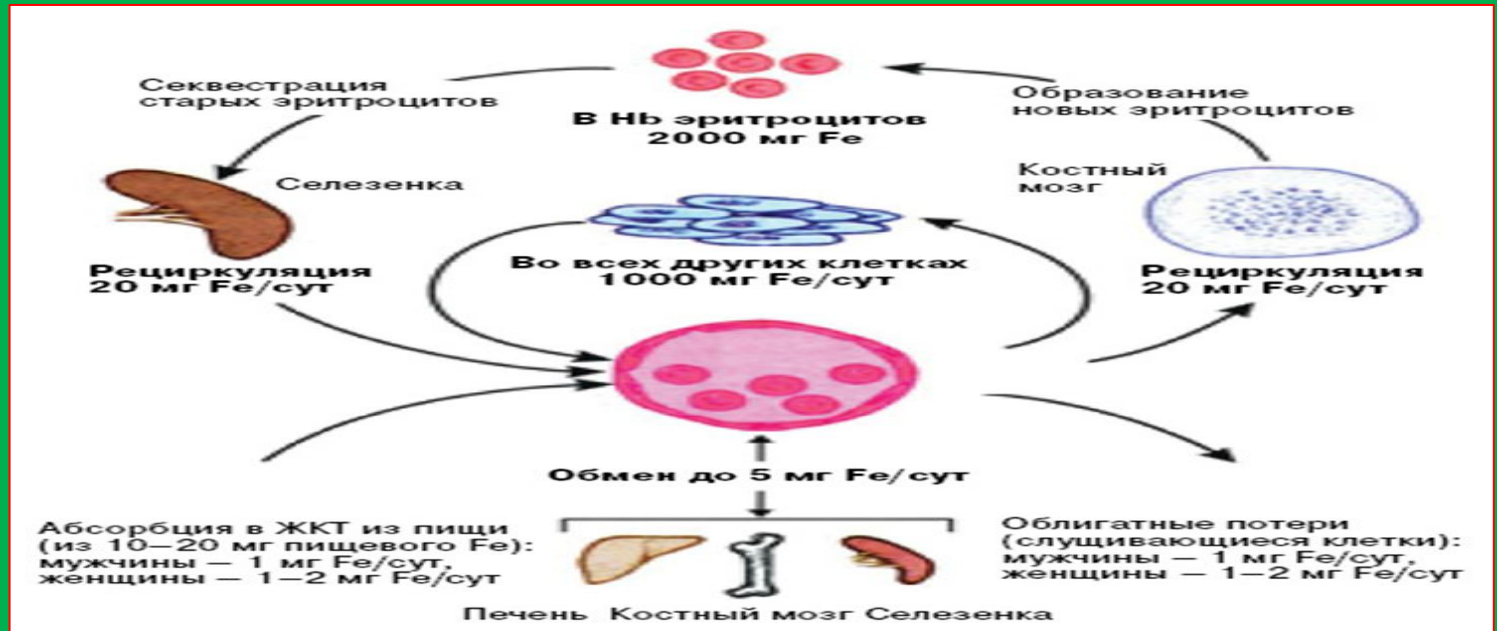 Секвестрация
старых эритроцитов
В Hb эритроцитов
2000 мг Fe
Образование
новых эритроцитов
Селезенка
Костный
мозг
Рециркуляция
20 мг Fe/сут
Во всех других клетках
1000 мг Fe/сут
Рециркуляция
20 мг Fe/сут
Обмен до 5 мг Fe/сут
Абсорбция в ЖКТ из пищи
(из 10—20 мг пищевого Fe):
мужчины — 1 мг Fe/сут,
женщины — 1—2 мг Fe/сут
Облигатные потери
(слущивающиеся клетки):
мужчины — 1 мг Fe/сут,
женщины — 1—2 мг Fe/сут
Печень Костный мозг Селезенка